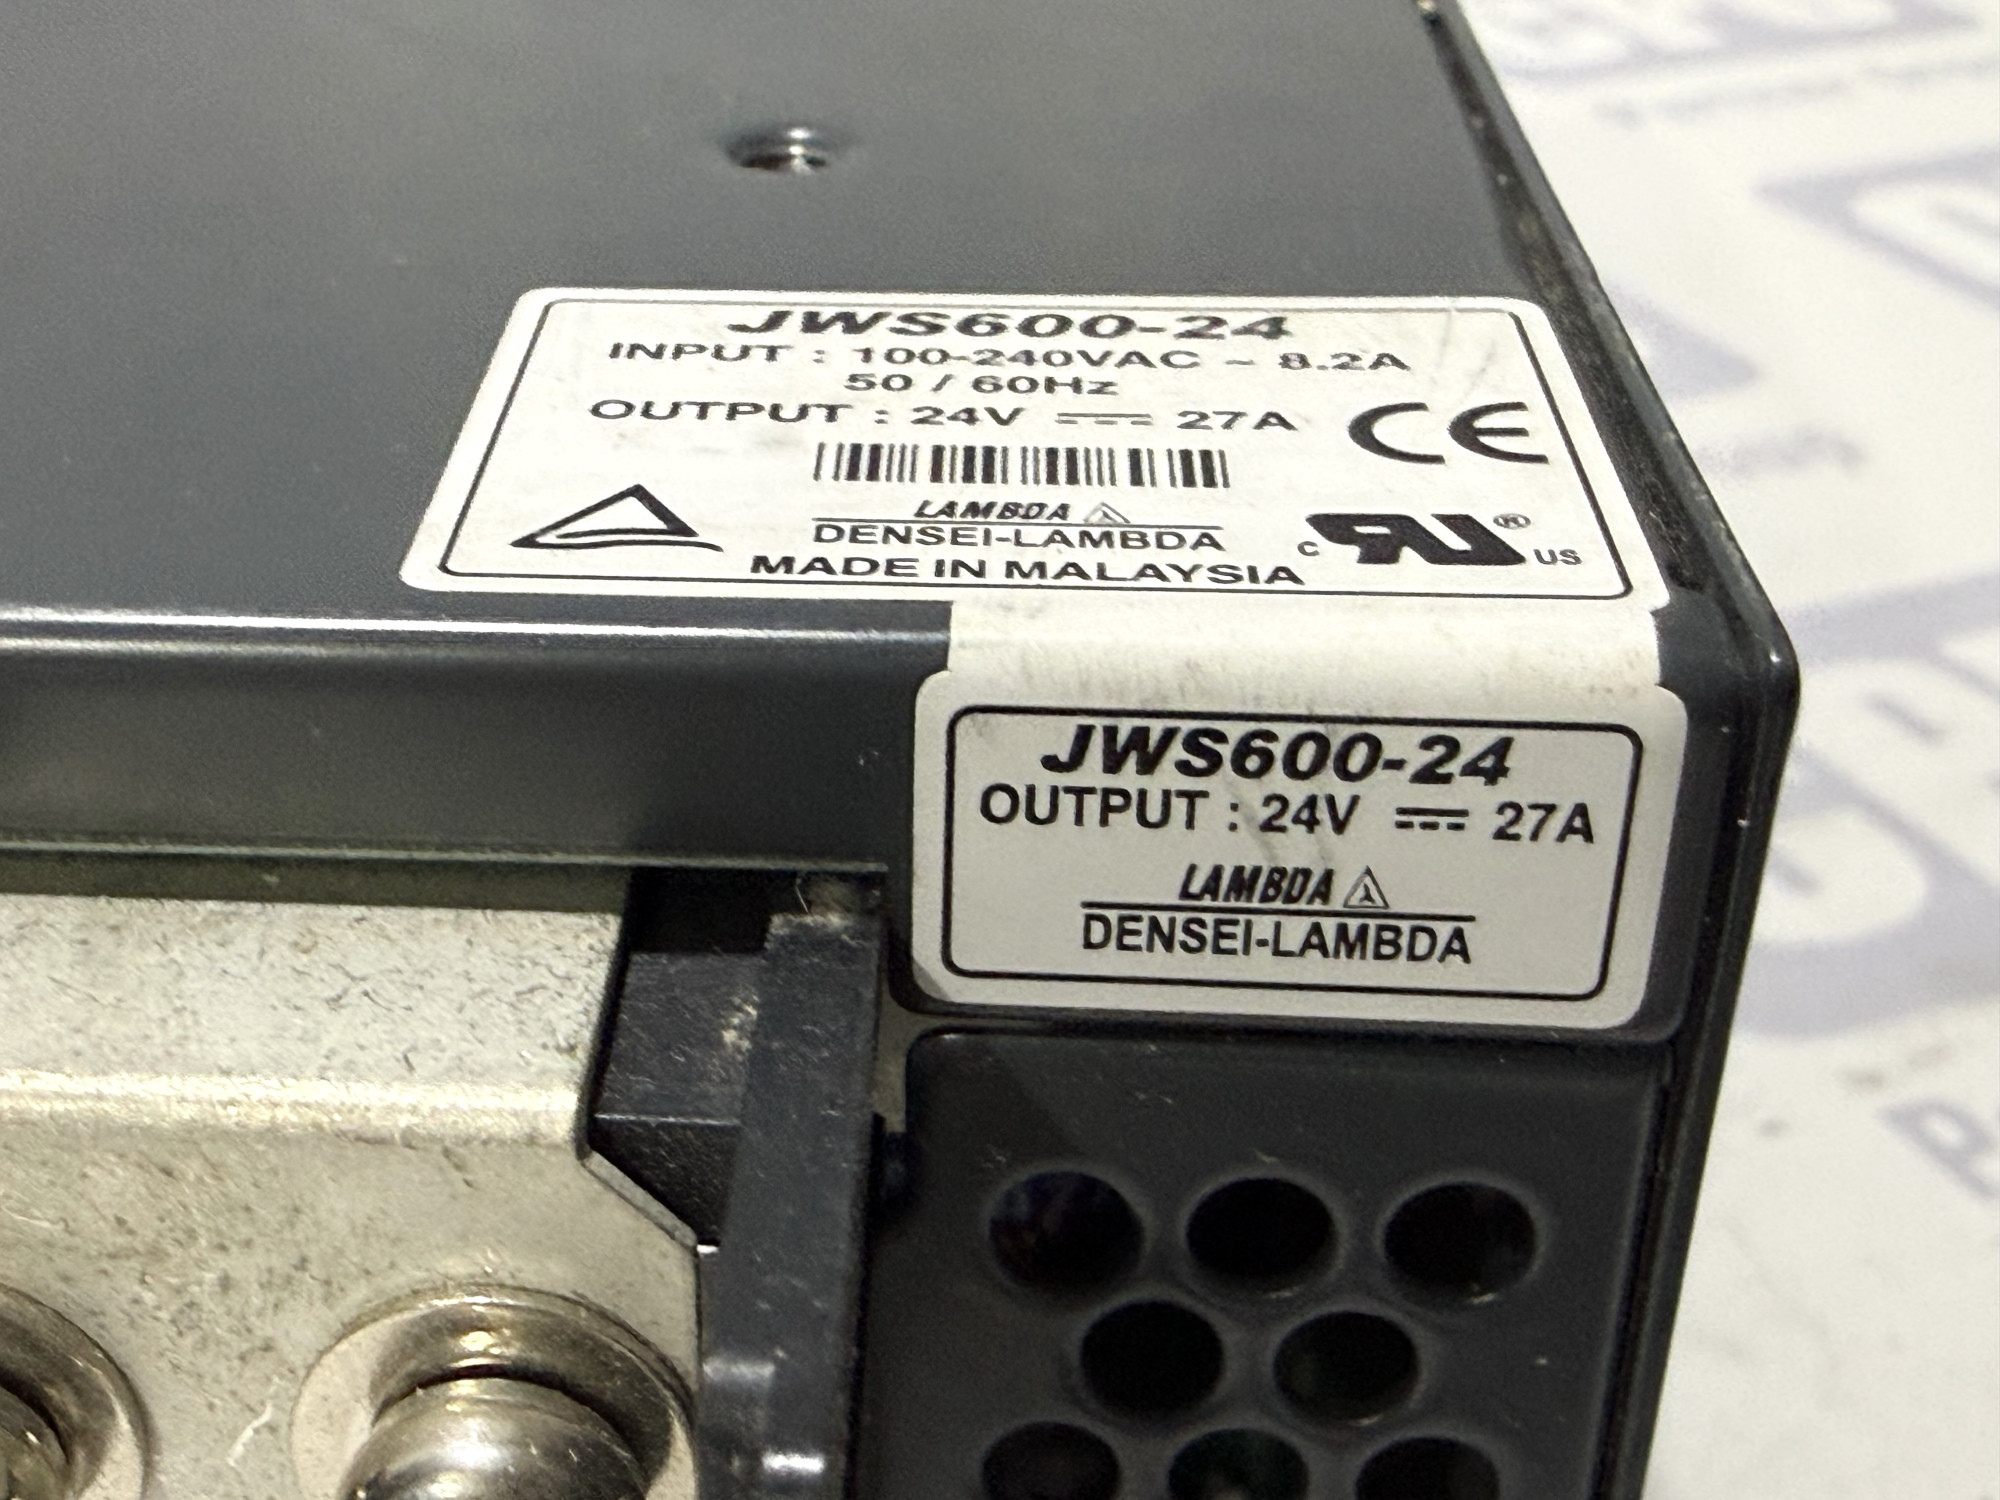 JWS600-24
INPUT : 100-240VAC ~ 8.2A
50 / 60Hz
OUTPUT : 24V ⎓ 27A
CE
LAMBDA
DENSEI-LAMBDA
MADE IN MALAYSIA
c RU ® US
JWS600-24
OUTPUT : 24V ⎓ 27A
LAMBDA
DENSEI-LAMBDA